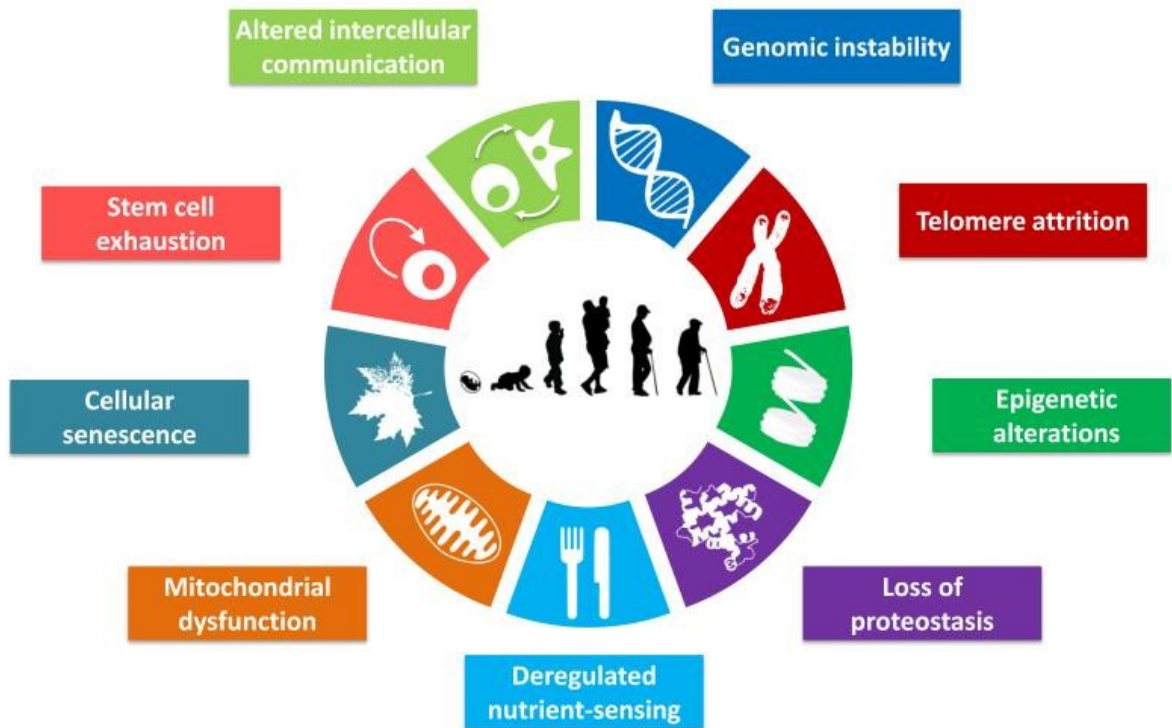 Altered intercellular
communication
Genomic instability
Stem cell
exhaustion
Telomere attrition
Cellular
senescence
Epigenetic
alterations
Mitochondrial
dysfunction
Loss of
proteostasis
Deregulated
nutrient-sensing